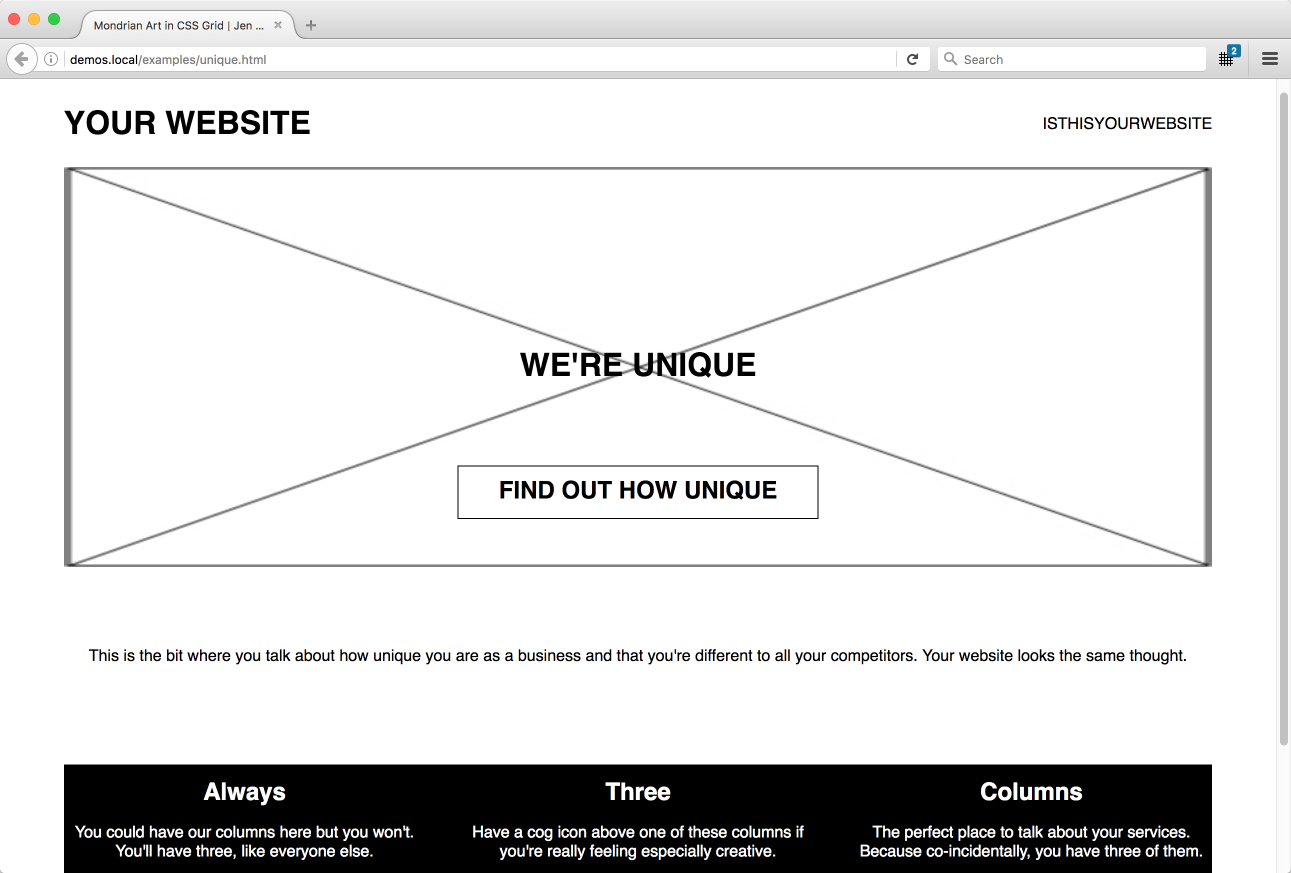 Mondrian Art in CSS Grid | Jen ...
demos.local/examples/unique.html
Search
2
YOUR WEBSITE
ISTHISYOURWEBSITE
WE'RE UNIQUE
FIND OUT HOW UNIQUE
This is the bit where you talk about how unique you are as a business and that you're different to all your competitors. Your website looks the same thought.
Always
Three
Columns
You could have our columns here but you won't.
You'll have three, like everyone else.
Have a cog icon above one of these columns if
you're really feeling especially creative.
The perfect place to talk about your services.
Because co-incidentally, you have three of them.